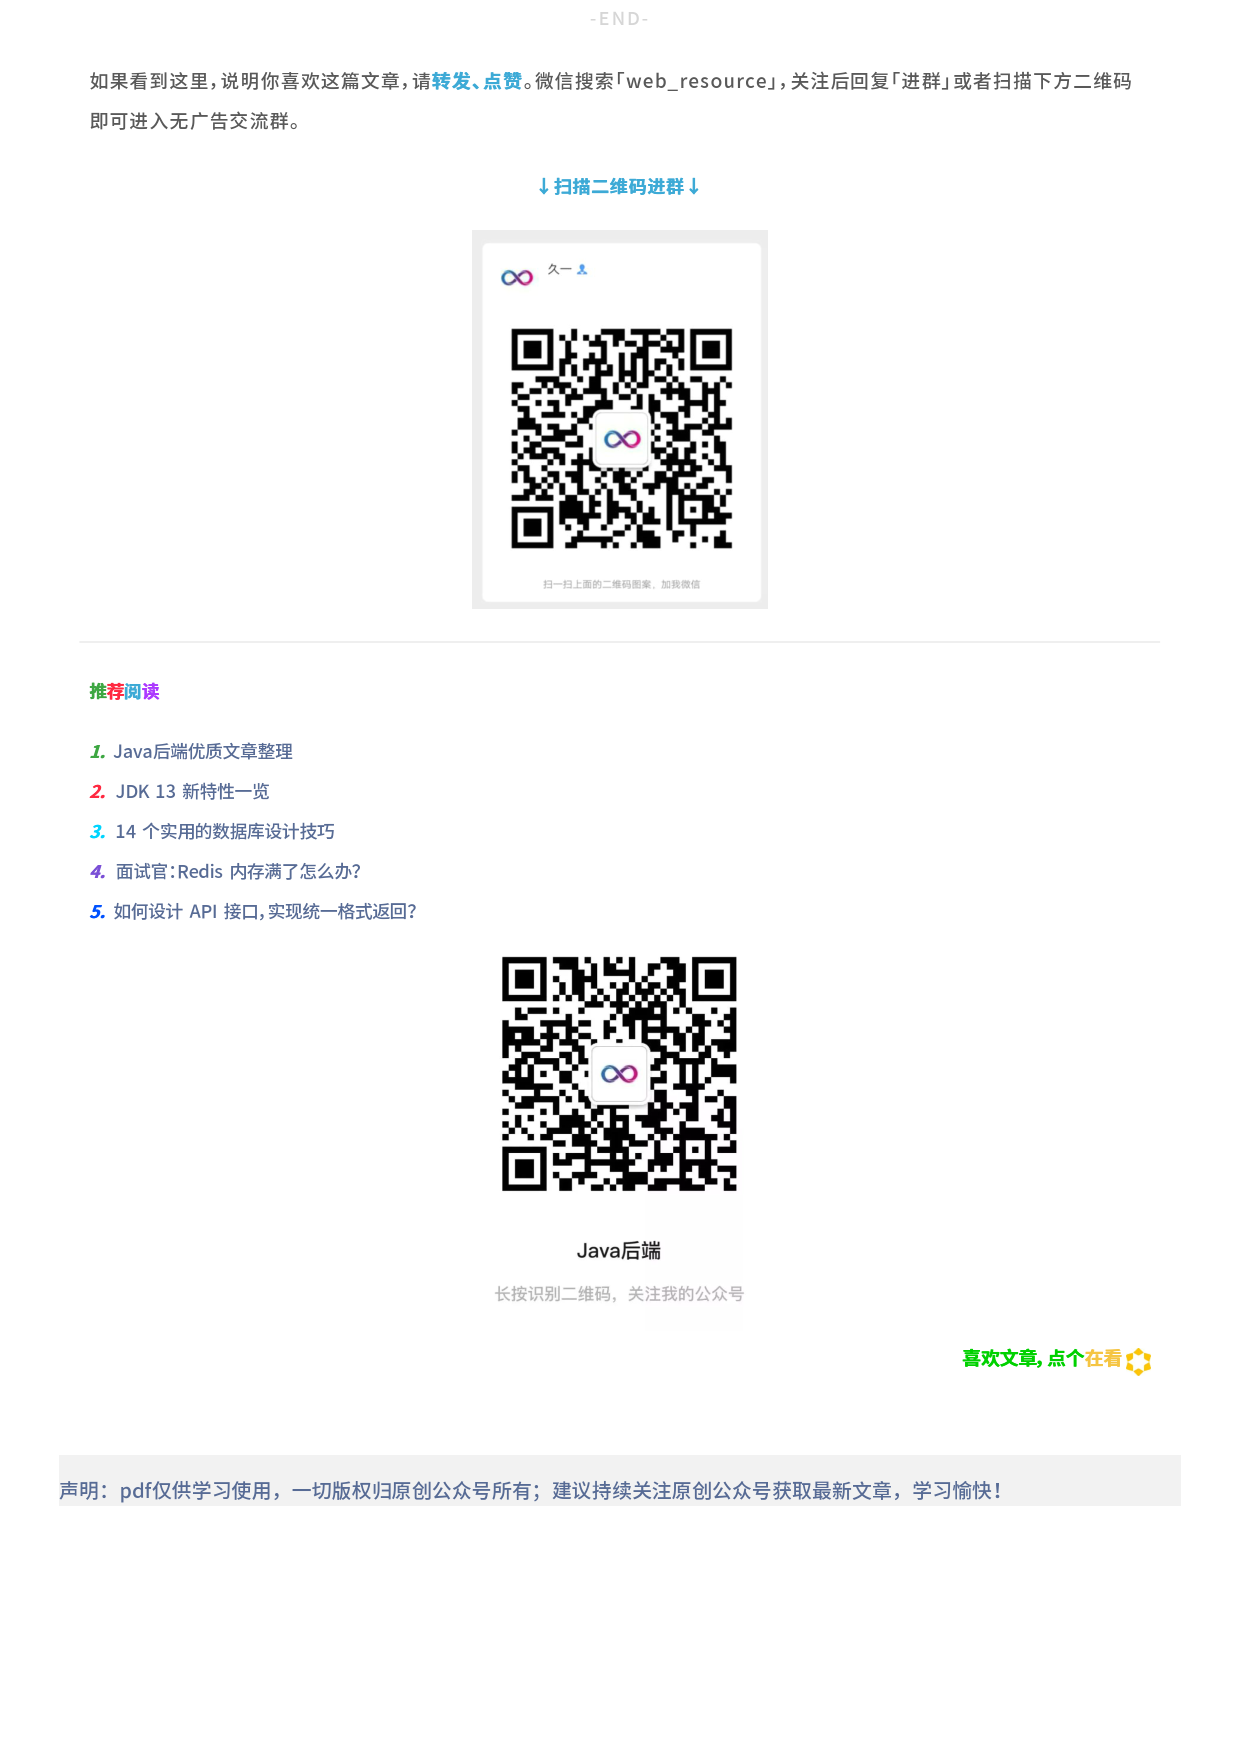 -END-
如果看到这里，说明你喜欢这篇文章，请转发、点赞。微信搜索「web_resource」，关注后回复「进群」或者扫描下方二维码
即可进入无广告交流群。
↓扫描二维码进群↓
久一
扫一扫上面的二维码图案，加我微信
推荐阅读
1. Java后端优质文章整理
2. JDK 13 新特性一览
3. 14 个实用的数据库设计技巧
4. 面试官：Redis 内存满了怎么办？
5. 如何设计 API 接口，实现统一格式返回？
Java后端
长按识别二维码，关注我的公众号
喜欢文章，点个在看
声明：pdf仅供学习使用，一切版权归原创公众号所有；建议持续关注原创公众号获取最新文章，学习愉快！